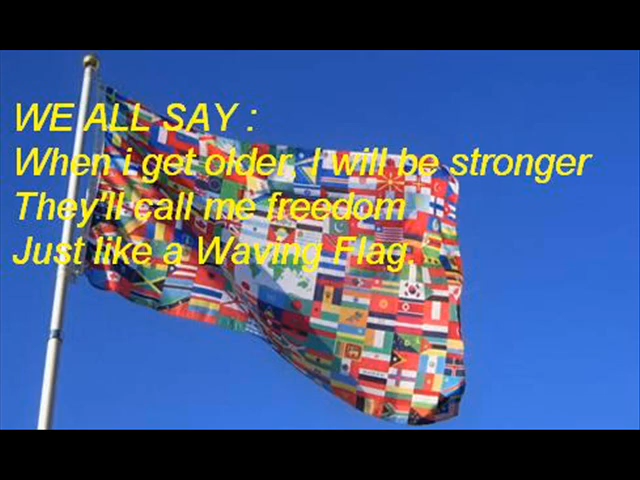 WE ALL SAY :
When i get older I will be stronger
They'll call me freedom
Just like a Waving Flag.